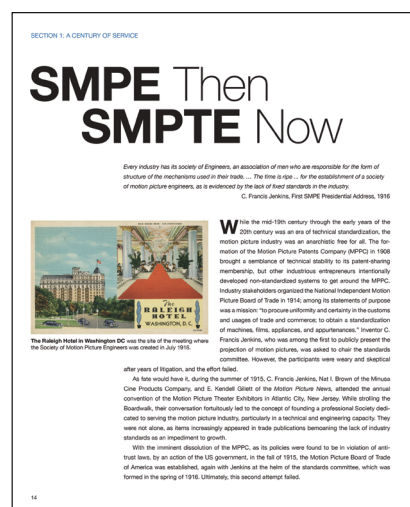 SECTION 1: A CENTURY OF SERVICE
SMPE Then
SMPTE Now
Every industry has its society of Engineers, an association of men who are responsible for the form of
structure of the mechanisms used in their trade. … The time is ripe ... for the establishment of a society
of motion picture engineers, as is evidenced by the lack of fixed standards in the industry.
C. Francis Jenkins, First SMPE Presidential Address, 1916
The
RALEIGH
HOTEL
WASHINGTON, D.C.
The Raleigh Hotel in Washington DC was the site of the meeting where
the Society of Motion Picture Engineers was created in July 1916.
While the mid-19th century through the early years of the
20th century was an era of technical standardization, the
motion picture industry was an anarchistic free for all. The for-
mation of the Motion Picture Patents Company (MPPC) in 1908
brought a semblance of technical stability to its patent-sharing
membership, but other industrious entrepreneurs intentionally
developed non-standardized systems to get around the MPPC.
Industry stakeholders organized the National Independent Motion
Picture Board of Trade in 1914; among its statements of purpose
was a mission: “to procure uniformity and certainty in the customs
and usages of trade and commerce; to obtain a standardization
of machines, films, appliances, and appurtenances.” Inventor C.
Francis Jenkins, who was among the first to publicly present the
projection of motion pictures, was asked to chair the standards
committee. However, the participants were weary and skeptical
after years of litigation, and the effort failed.
As fate would have it, during the summer of 1915, C. Francis Jenkins, Nat I. Brown of the Minusa
Cine Products Company, and E. Kendell Gillett of the Motion Picture News, attended the annual
convention of the Motion Picture Theater Exhibitors in Atlantic City, New Jersey. While strolling the
Boardwalk, their conversation fortuitously led to the concept of founding a professional Society dedi-
cated to serving the motion picture industry, particularly in a technical and engineering capacity. They
were not alone, as items increasingly appeared in trade publications bemoaning the lack of industry
standards as an impediment to growth.
With the imminent dissolution of the MPPC, as its policies were found to be in violation of anti-
trust laws, by an action of the US government, in the fall of 1915, the Motion Picture Board of Trade
of America was established, again with Jenkins at the helm of the standards committee, which was
formed in the spring of 1916. Ultimately, this second attempt failed.
14